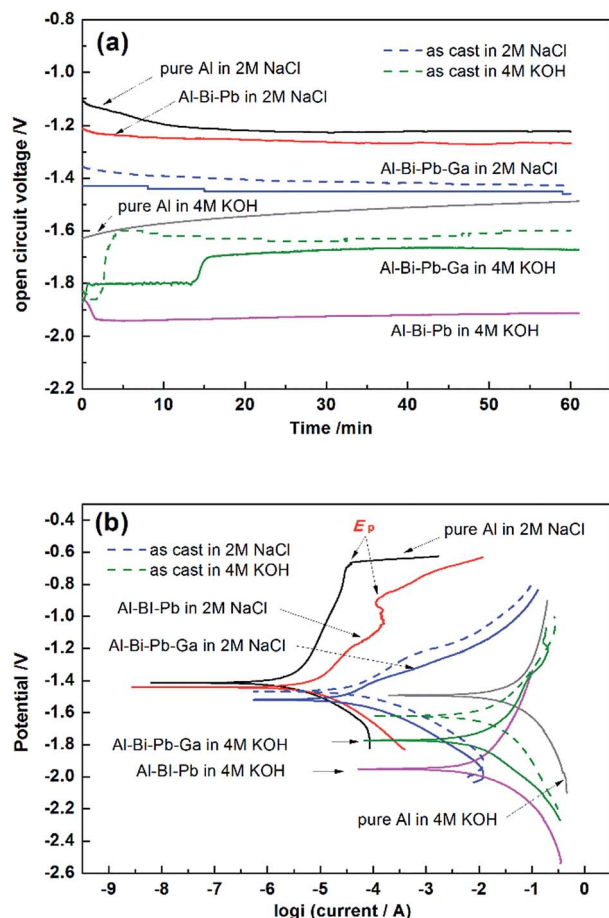 (a)
pure Al in 2M NaCl
as cast in 2M NaCl
as cast in 4M KOH
Al-Bi-Pb in 2M NaCl
Al-Bi-Pb-Ga in 2M NaCl
pure Al in 4M KOH
Al-Bi-Pb-Ga in 4M KOH
Al-Bi-Pb in 4M KOH
open circuit voltage /V
-0.8
-1.0
-1.2
-1.4
-1.6
-1.8
-2.0
-2.2
0 10 20 30 40 50 60
Time /min
(b)
Ep
pure Al in 2M NaCl
as cast in 2M NaCl
as cast in 4M KOH
Al-BI-Pb in 2M NaCl
Al-Bi-Pb-Ga in 2M NaCl
Al-Bi-Pb-Ga in 4M KOH
Al-BI-Pb in 4M KOH
pure Al in 4M KOH
Potential /V
-0.4
-0.6
-0.8
-1.0
-1.2
-1.4
-1.6
-1.8
-2.0
-2.2
-2.4
-2.6
-9 -8 -7 -6 -5 -4 -3 -2 -1 0
logi (current / A)